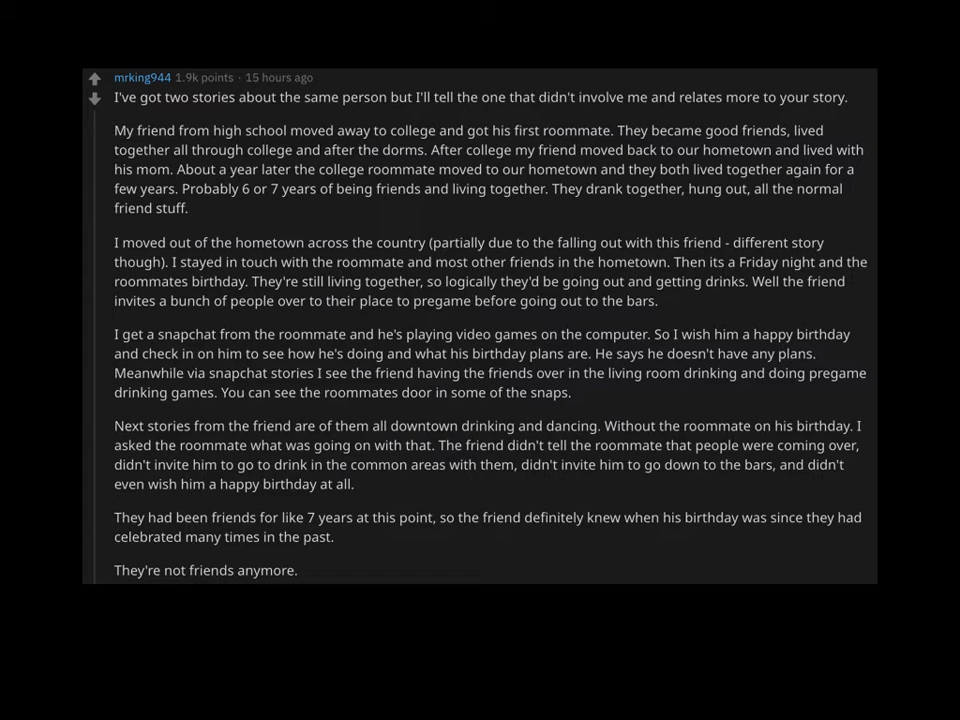 mrking944 1.9k points · 15 hours ago
I've got two stories about the same person but I'll tell the one that didn't involve me and relates more to your story.
My friend from high school moved away to college and got his first roommate. They became good friends, lived
together all through college and after the dorms. After college my friend moved back to our hometown and lived with
his mom. About a year later the college roommate moved to our hometown and they both lived together again for a
few years. Probably 6 or 7 years of being friends and living together. They drank together, hung out, all the normal
friend stuff.
I moved out of the hometown across the country (partially due to the falling out with this friend - different story
though). I stayed in touch with the roommate and most other friends in the hometown. Then its a Friday night and the
roommates birthday. They're still living together, so logically they'd be going out and getting drinks. Well the friend
invites a bunch of people over to their place to pregame before going out to the bars.
I get a snapchat from the roommate and he's playing video games on the computer. So I wish him a happy birthday
and check in on him to see how he's doing and what his birthday plans are. He says he doesn't have any plans.
Meanwhile via snapchat stories I see the friend having the friends over in the living room drinking and doing pregame
drinking games. You can see the roommates door in some of the snaps.
Next stories from the friend are of them all downtown drinking and dancing. Without the roommate on his birthday. I
asked the roommate what was going on with that. The friend didn't tell the roommate that people were coming over,
didn't invite him to go to drink in the common areas with them, didn't invite him to go down to the bars, and didn't
even wish him a happy birthday at all.
They had been friends for like 7 years at this point, so the friend definitely knew when his birthday was since they had
celebrated many times in the past.
They're not friends anymore.